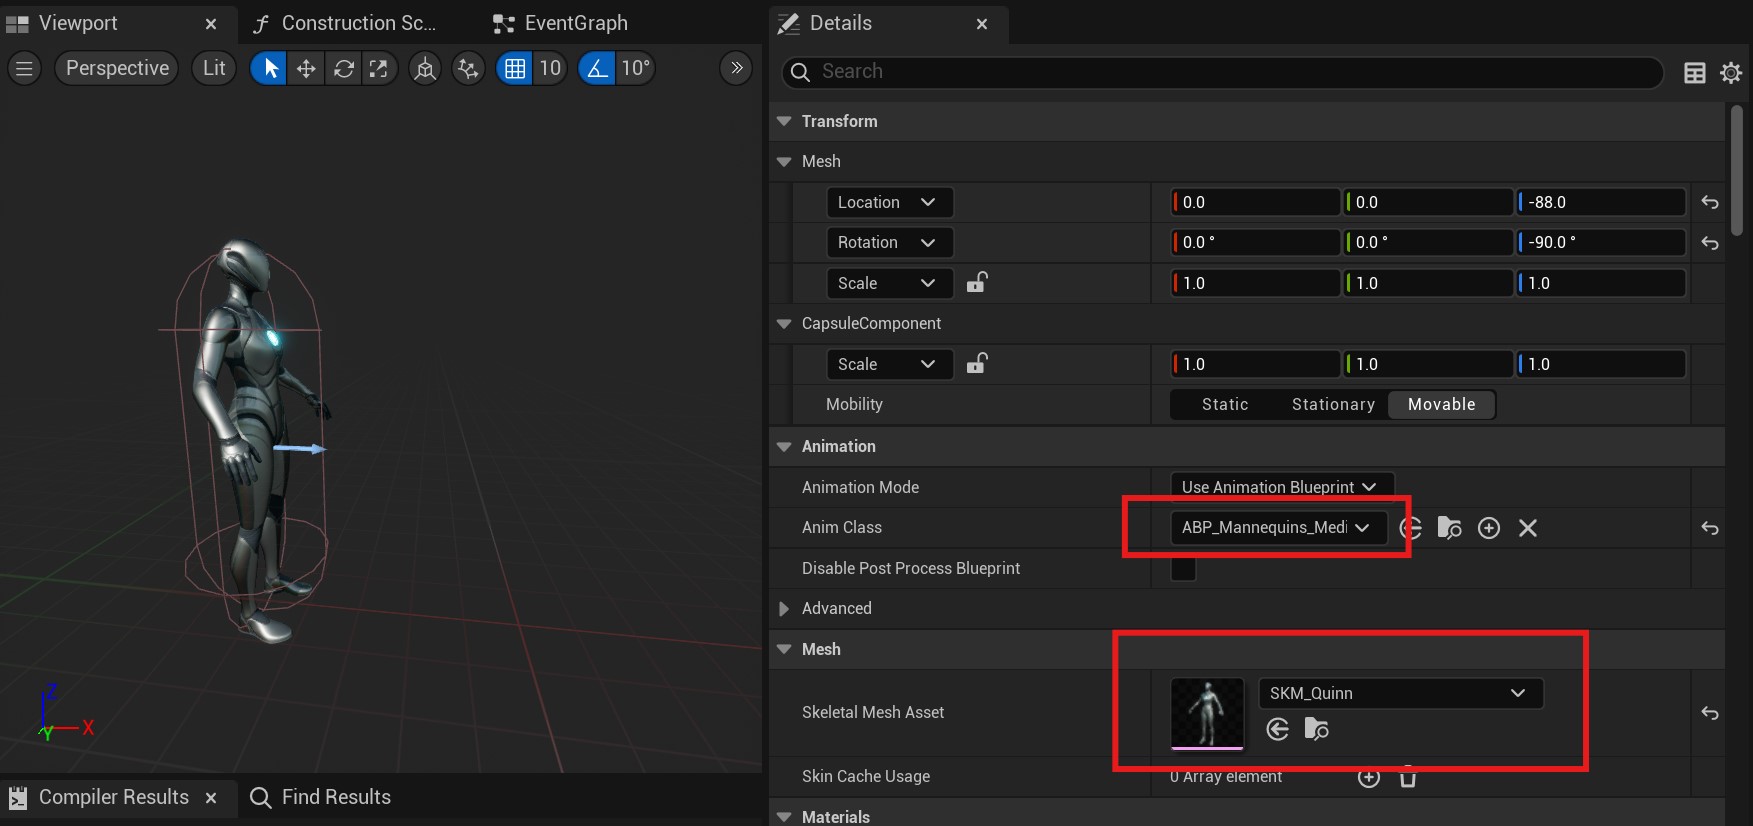 Viewport
Construction Sc...
EventGraph
Details
Perspective
Lit
10
10°
Search
Transform
Mesh
Location
0.0
0.0
-88.0
Rotation
0.0 °
0.0 °
-90.0 °
Scale
1.0
1.0
1.0
CapsuleComponent
Scale
1.0
1.0
1.0
Mobility
Static
Stationary
Movable
Animation
Animation Mode
Use Animation Blueprint
Anim Class
ABP_Mannequins_Medi
Disable Post Process Blueprint
Advanced
Mesh
Skeletal Mesh Asset
SKM_Quinn
Skin Cache Usage
0 Array element
Materials
Z
X
Y
Compiler Results
Find Results